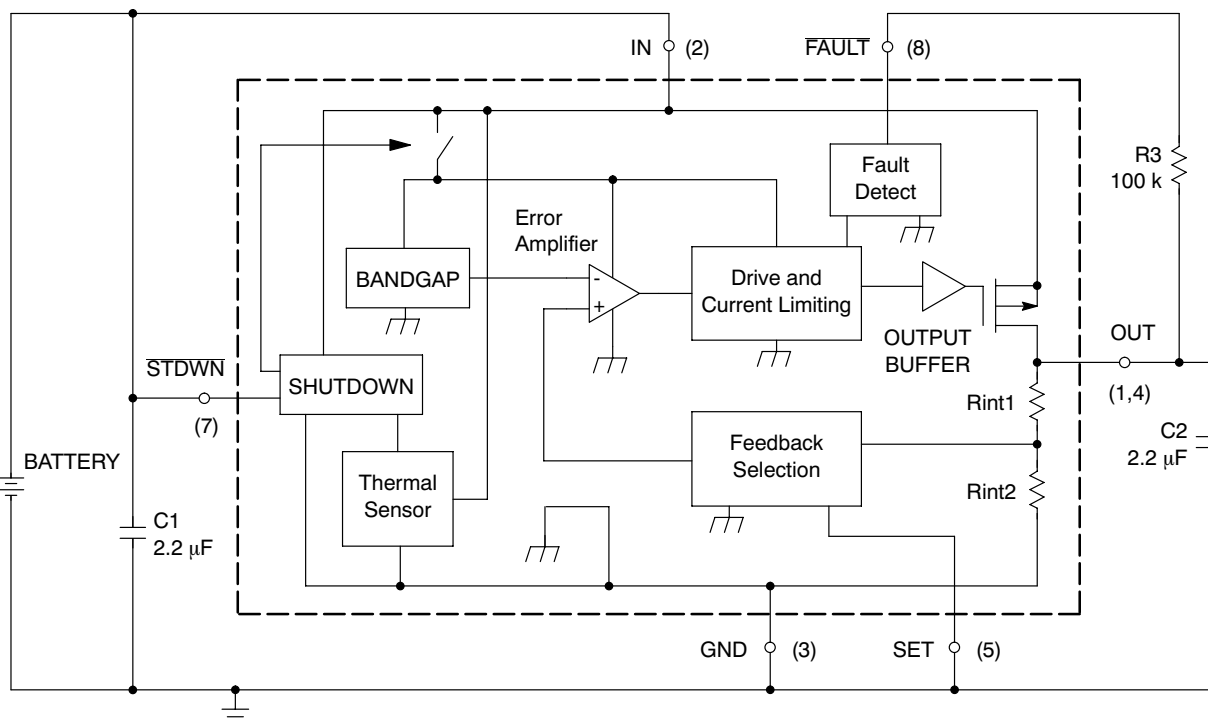 IN (2)
FAULT (8)
R3
100 k
Fault
Detect
Error
Amplifier
BANDGAP
-
+
Drive and
Current Limiting
OUTPUT
BUFFER
OUT
(1,4)
STDWN
(7)
SHUTDOWN
Rint1
C2
2.2 μF
BATTERY
Feedback
Selection
Thermal
Sensor
Rint2
C1
2.2 μF
GND (3)
SET (5)